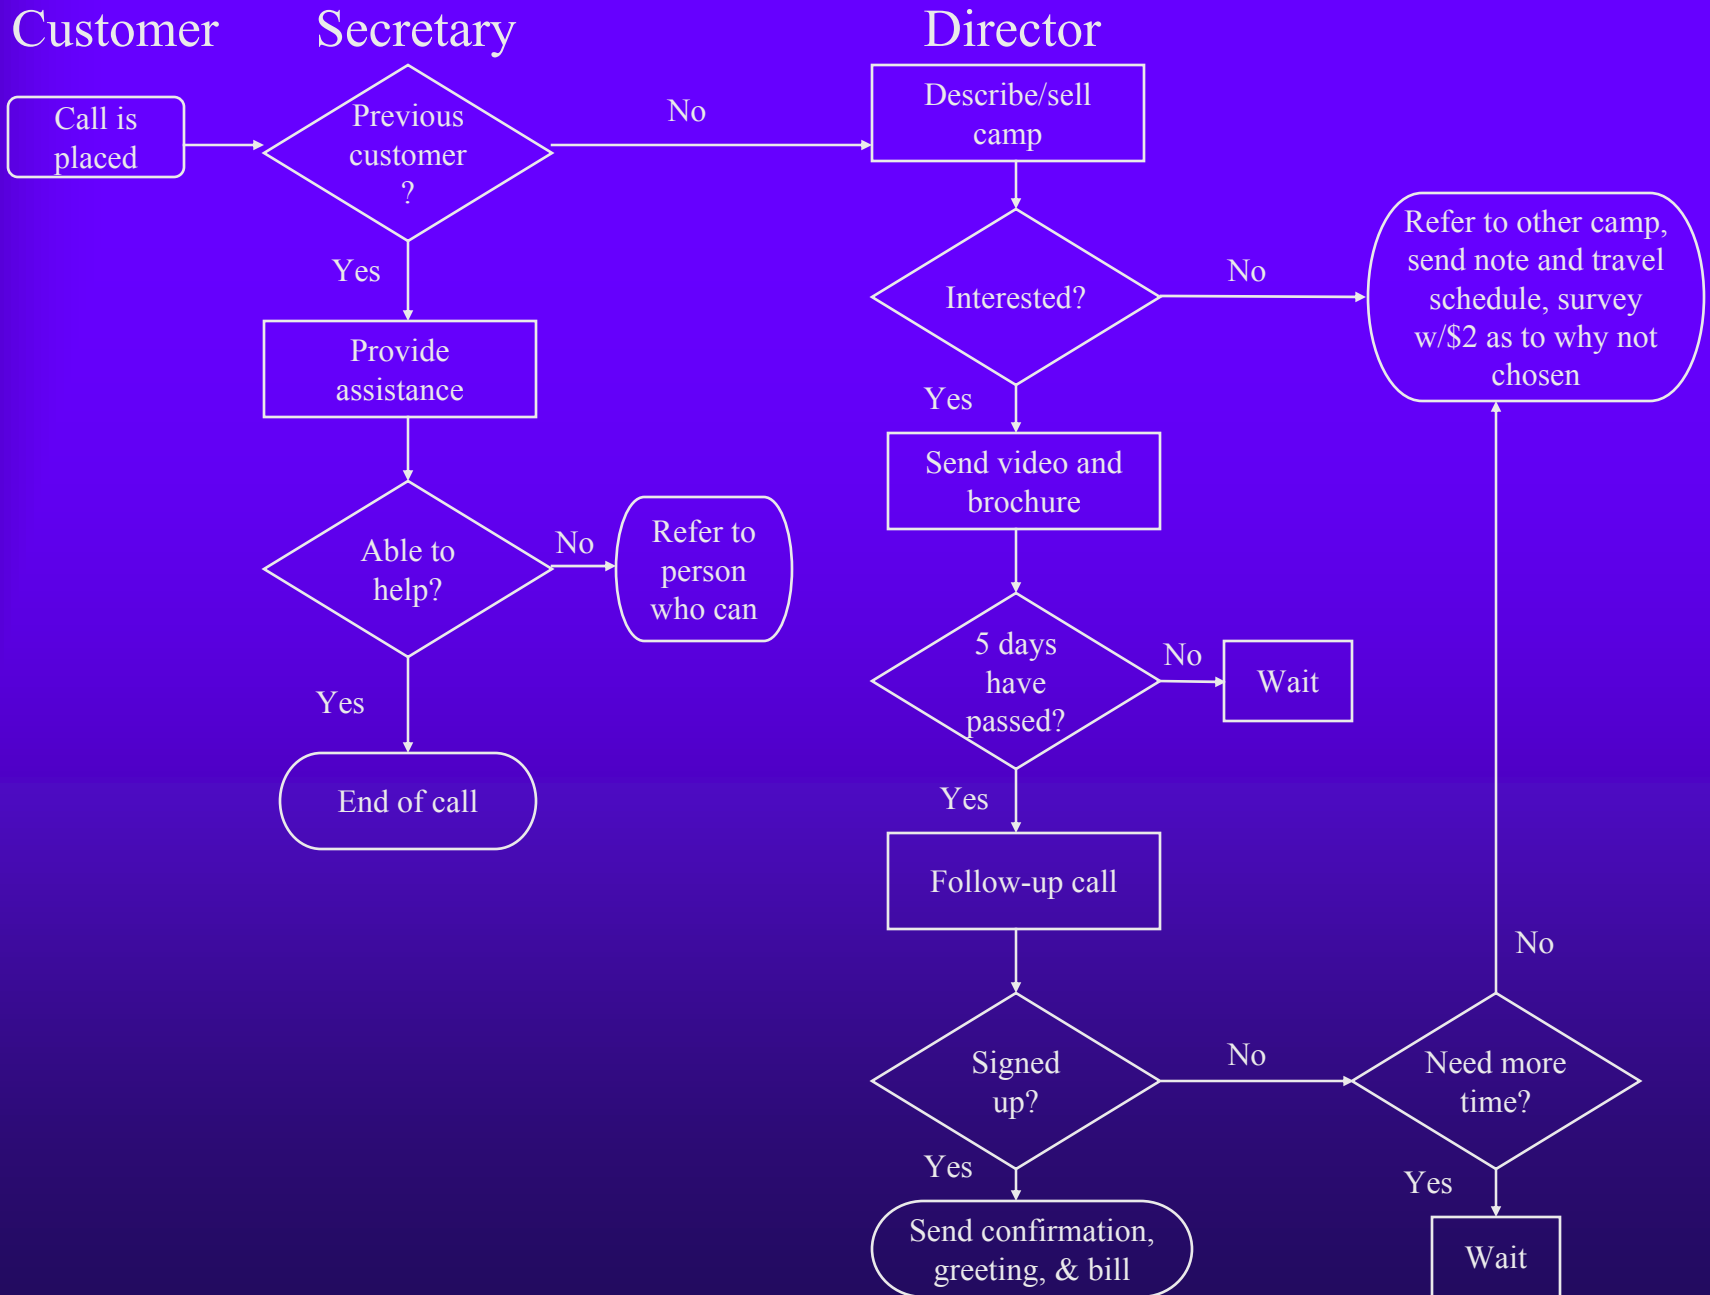 Customer
Secretary
Director
Call is
placed
Previous
customer
?
No
Describe/sell
camp
Yes
Interested?
No
Refer to other camp,
send note and travel
schedule, survey
w/$2 as to why not
chosen
Provide
assistance
Yes
Send video and
brochure
Able to
help?
No
Refer to
person
who can
5 days
have
passed?
No
Wait
Yes
End of call
Yes
Follow-up call
No
Signed
up?
No
Need more
time?
Yes
Send confirmation,
greeting, & bill
Yes
Wait